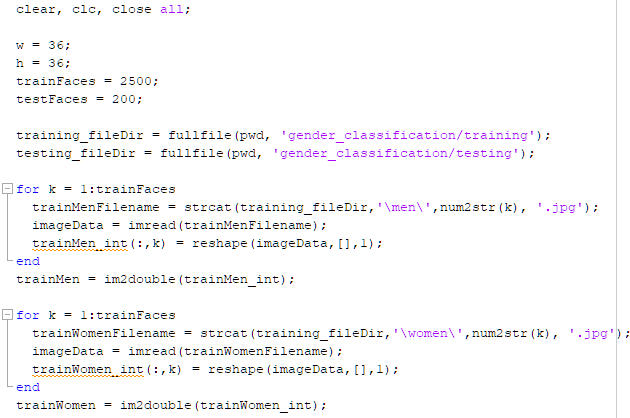 clear, clc, close all;
w = 36;
h = 36;
trainFaces = 2500;
testFaces = 200;
training_fileDir = fullfile(pwd, 'gender_classification/training');
testing_fileDir = fullfile(pwd, 'gender_classification/testing');
for k = 1:trainFaces
trainMenFilename = strcat(training_fileDir,'\men\',num2str(k), '.jpg');
imageData = imread(trainMenFilename);
trainMen_int(:,k) = reshape(imageData,[],1);
end
trainMen = im2double(trainMen_int);
for k = 1:trainFaces
trainWomenFilename = strcat(training_fileDir,'\women\',num2str(k), '.jpg');
imageData = imread(trainWomenFilename);
trainWomen_int(:,k) = reshape(imageData,[],1);
end
trainWomen = im2double(trainWomen_int);